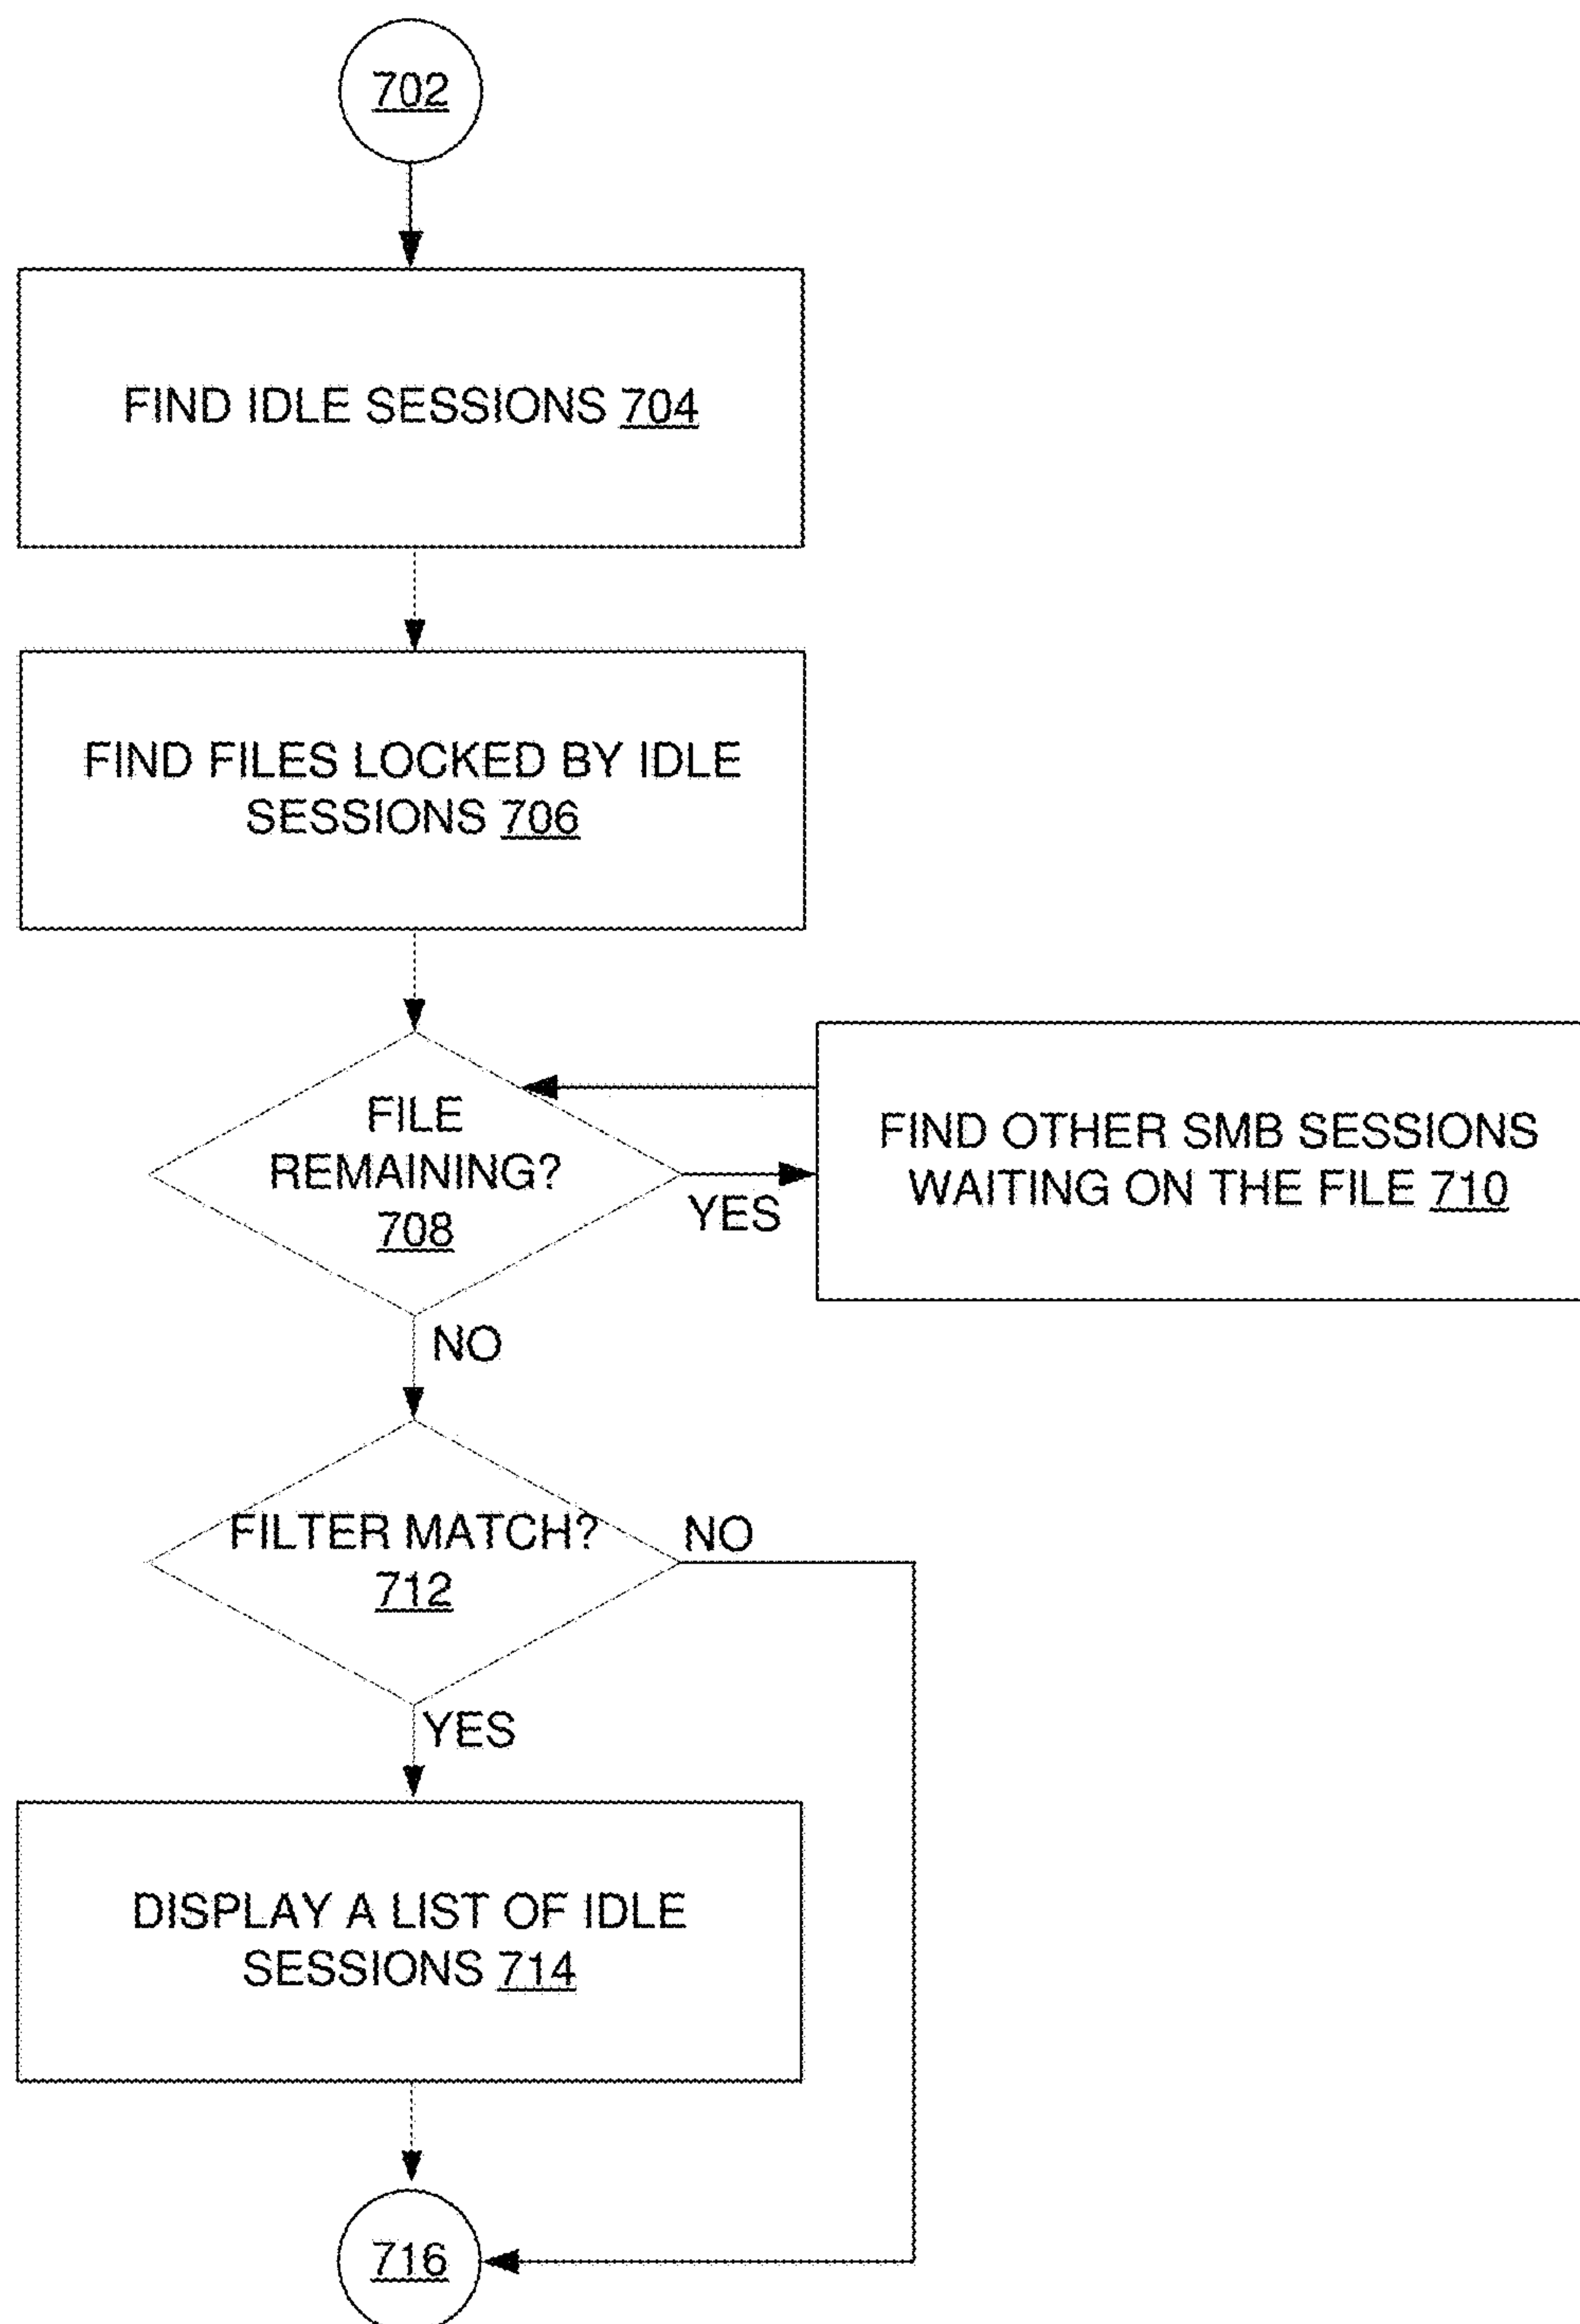 702
FIND IDLE SESSIONS 704
FIND FILES LOCKED BY IDLE
SESSIONS 706
FILE
REMAINING?
708
YES
FIND OTHER SMB SESSIONS
WAITING ON THE FILE 710
NO
FILTER MATCH?
712
NO
YES
DISPLAY A LIST OF IDLE
SESSIONS 714
716